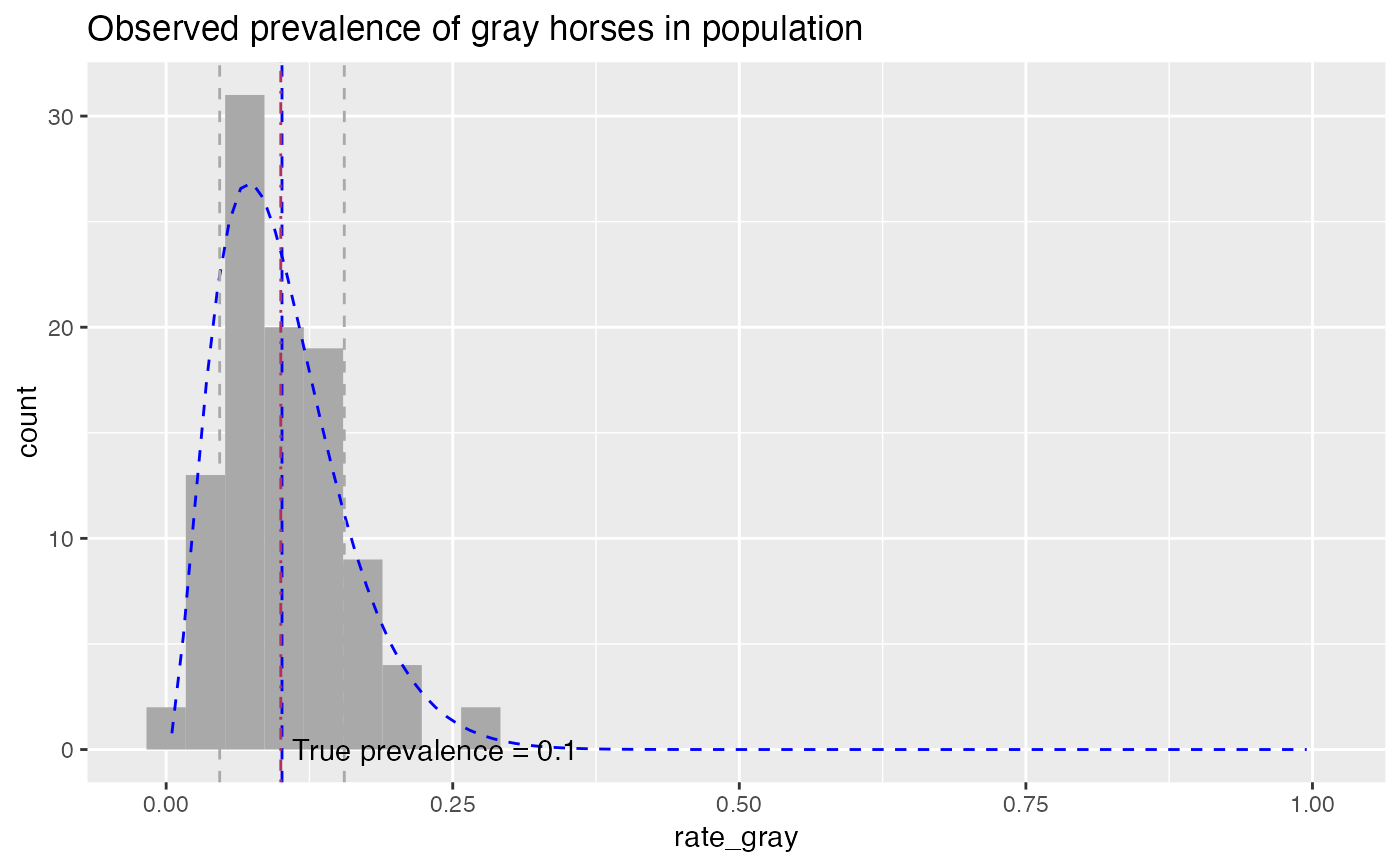 Observed prevalence of gray horses in population
30
20
10
0
count
True prevalence = 0.1
0.00 0.25 0.50 0.75 1.00
rate_gray